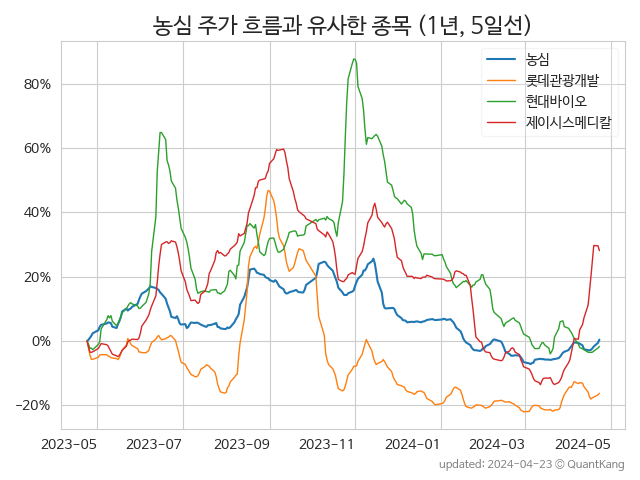 농심 주가 흐름과 유사한 종목 (1년, 5일선)
농심
롯데관광개발
현대바이오
제이시스메디칼
80%
60%
40%
20%
0%
−20%
2023−05 2023−07 2023−09 2023−11 2024−01 2024−03 2024−05
updated: 2024−04−23 © QuantKang